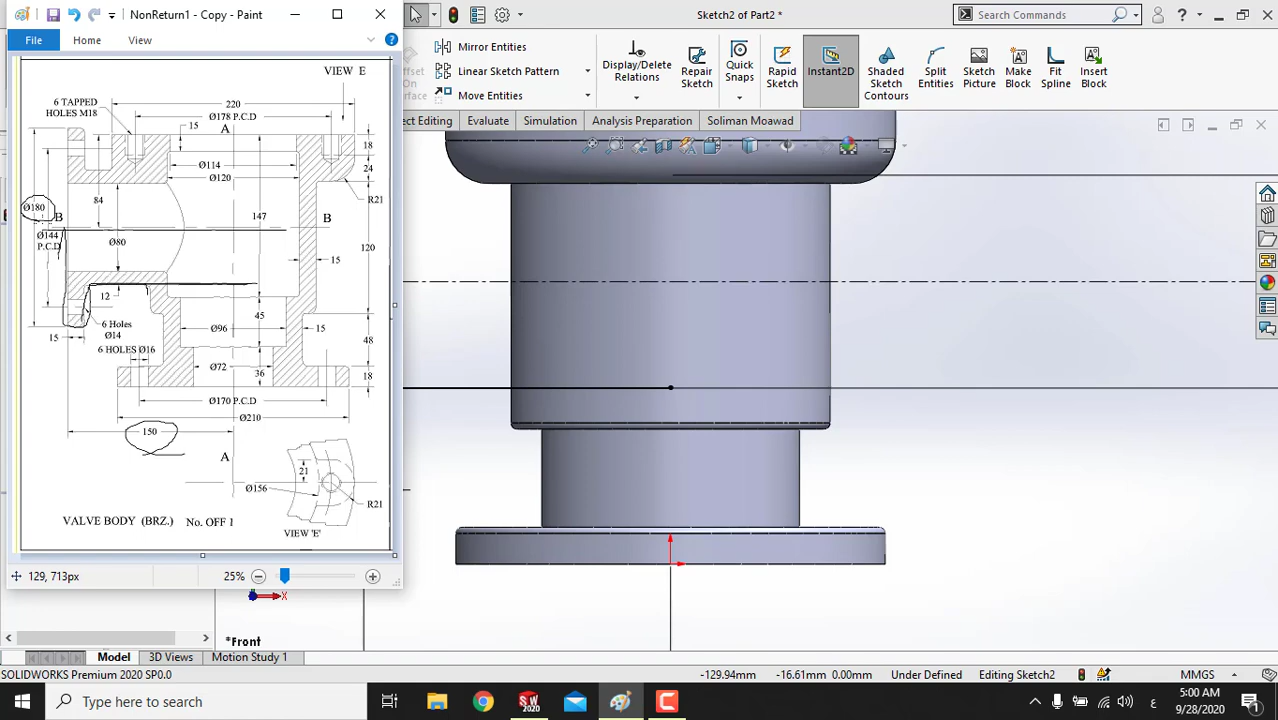 NonReturn1 - Copy - Paint
File
Home
View
VIEW E
6 TAPPED
HOLES M18
220
Ø178 P.C.D
A
15
18
Ø114
24
Ø120
R21
Ø180
84
B
147
B
Ø144
P.C.D
Ø80
120
15
12
45
6 Holes
Ø14
Ø96
15
15
48
6 HOLES Ø16
Ø72
36
18
Ø170 P.C.D
Ø210
150
A
21
Ø156
R21
VALVE BODY (BRZ.) No. OFF 1
VIEW 'E'
129, 713px
25%
Sketch2 of Part2 *
Search Commands
Mirror Entities
Linear Sketch Pattern
Move Entities
Display/Delete
Relations
Repair
Sketch
Quick
Snaps
Rapid
Sketch
Instant2D
Shaded
Sketch
Contours
Split
Entities
Sketch
Picture
Make
Block
Fit
Spline
Insert
Block
ect Editing
Evaluate
Simulation
Analysis Preparation
Soliman Moawad
X
*Front
Model
3D Views
Motion Study 1
SOLIDWORKS Premium 2020 SP0.0
-129.94mm
-16.61mm
0.00mm
Under Defined
Editing Sketch2
MMGS
Type here to search
ع
5:00 AM
9/28/2020